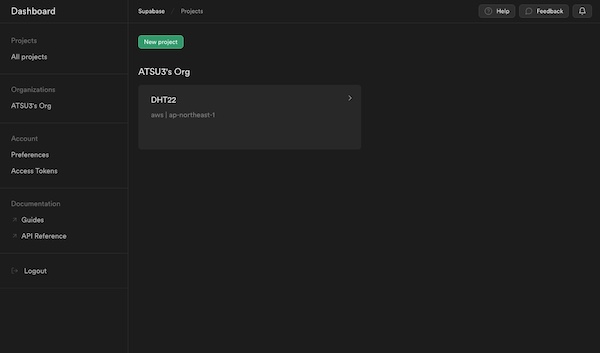 Dashboard
Supabase / Projects
Help
Feedback
Projects
All projects
Organizations
ATSU3's Org
Account
Preferences
Access Tokens
Documentation
Guides
API Reference
Logout
New project
ATSU3's Org
DHT22
aws | ap-northeast-1